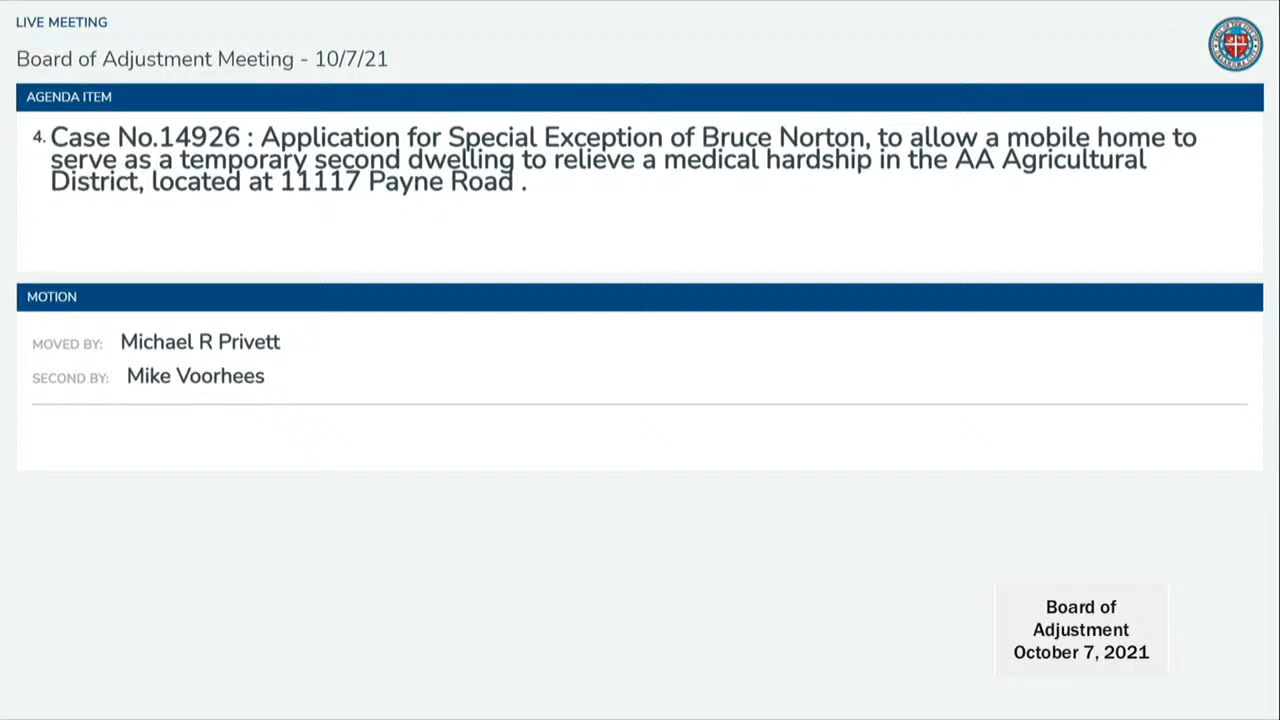 LIVE MEETING
Board of Adjustment Meeting - 10/7/21
AGENDA ITEM
4. Case No.14926 : Application for Special Exception of Bruce Norton, to allow a mobile home to
serve as a temporary second dwelling to relieve a medical hardship in the AA Agricultural
District, located at 11117 Payne Road .
MOTION
MOVED BY: Michael R Privett
SECOND BY: Mike Voorhees
Board of
Adjustment
October 7, 2021